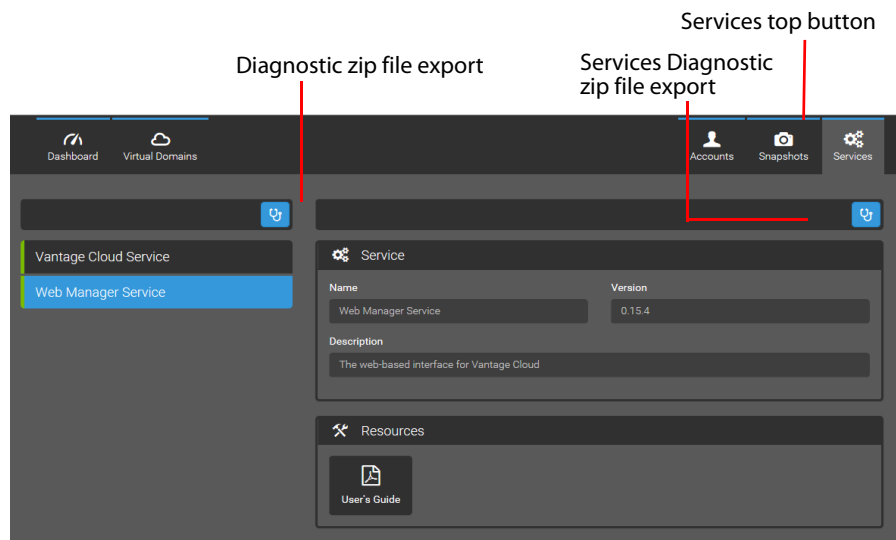 Services top button
Diagnostic zip file export
Services Diagnostic
zip file export
Dashboard
Virtual Domains
Accounts
Snapshots
Services
Vantage Cloud Service
Web Manager Service
Service
Name
Version
Web Manager Service
0.15.4
Description
The web-based interface for Vantage Cloud
Resources
User's Guide